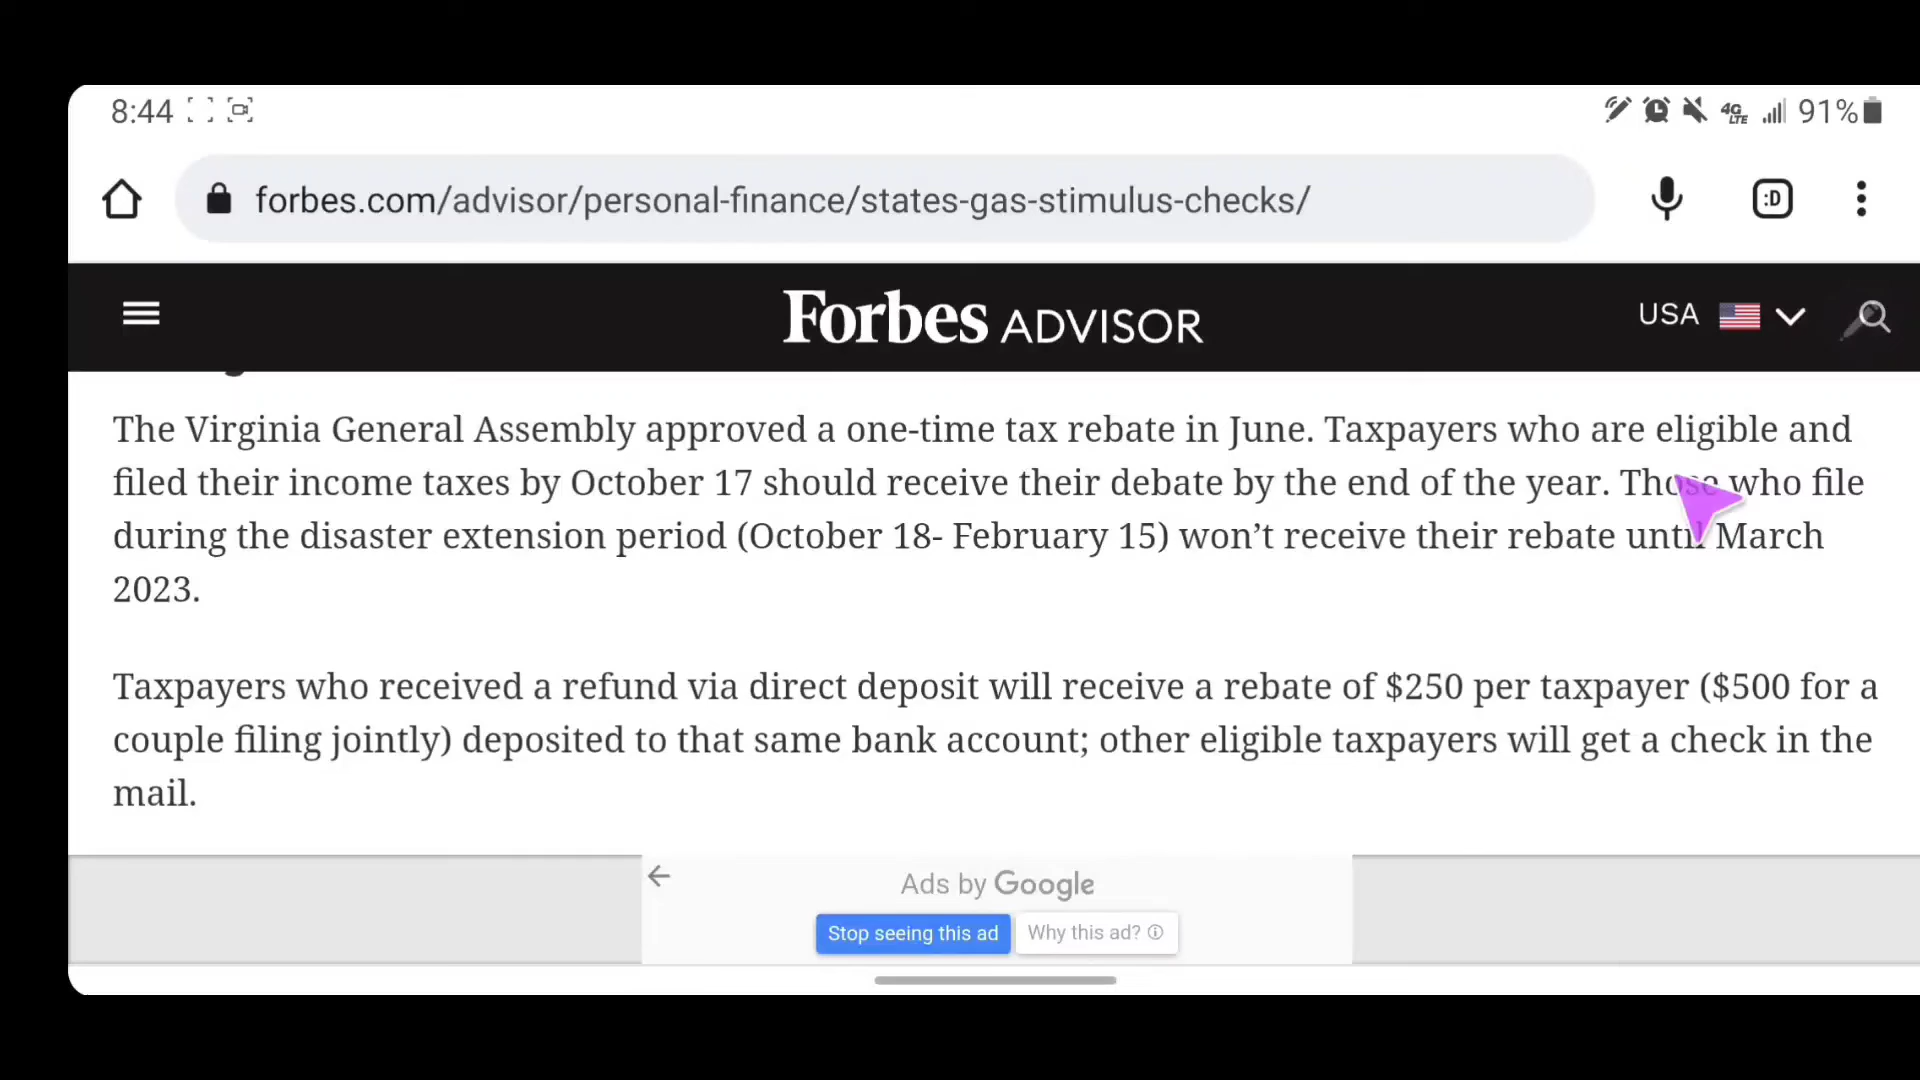 8:44
4G LTE 91%
forbes.com/advisor/personal-finance/states-gas-stimulus-checks/
:D
Forbes ADVISOR
USA
The Virginia General Assembly approved a one-time tax rebate in June. Taxpayers who are eligible and
filed their income taxes by October 17 should receive their debate by the end of the year. Those who file
during the disaster extension period (October 18- February 15) won’t receive their rebate until March
2023.
Taxpayers who received a refund via direct deposit will receive a rebate of $250 per taxpayer ($500 for a
couple filing jointly) deposited to that same bank account; other eligible taxpayers will get a check in the
mail.
Ads by Google
Stop seeing this ad Why this ad?